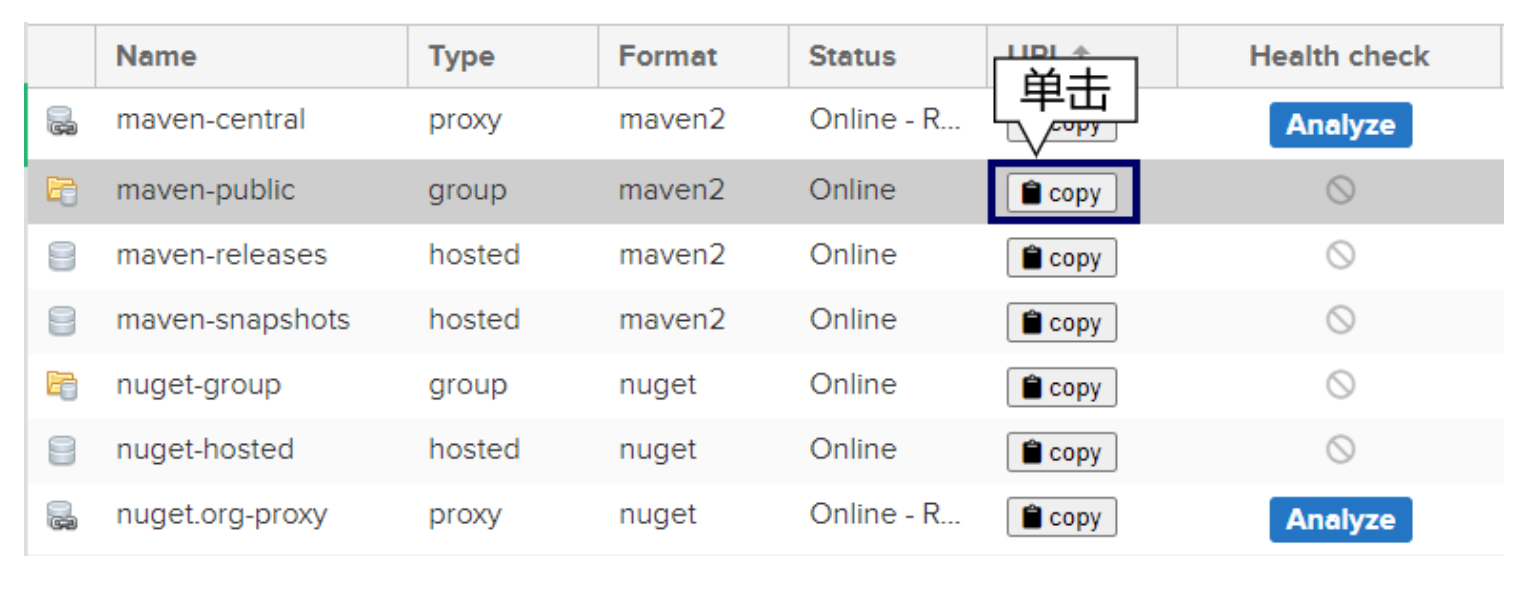 Name Type Format Status URL Health check
单击
maven-central proxy maven2 Online - R... copy Analyze
maven-public group maven2 Online copy
maven-releases hosted maven2 Online copy
maven-snapshots hosted maven2 Online copy
nuget-group group nuget Online copy
nuget-hosted hosted nuget Online copy
nuget.org-proxy proxy nuget Online - R... copy Analyze